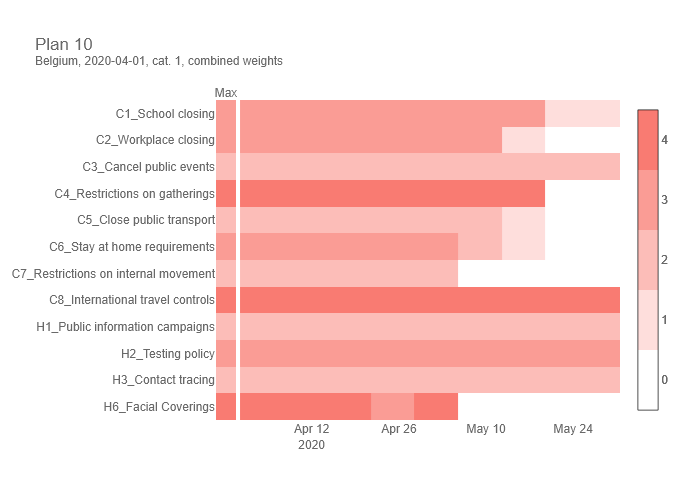 Plan 10
Belgium, 2020-04-01, cat. 1, combined weights
Max
C1_School closing
C2_Workplace closing
C3_Cancel public events
C4_Restrictions on gatherings
C5_Close public transport
C6_Stay at home requirements
C7_Restrictions on internal movement
C8_International travel controls
H1_Public information campaigns
H2_Testing policy
H3_Contact tracing
H6_Facial Coverings
Apr 12
2020
Apr 26
May 10
May 24
4
3
2
1
0